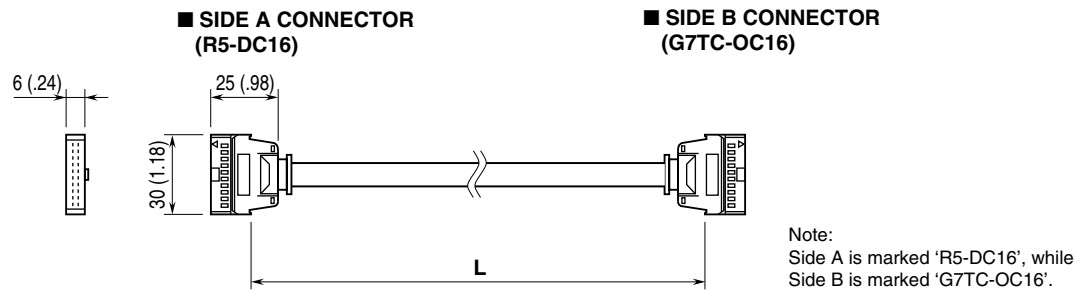 ■ SIDE A CONNECTOR
(R5-DC16)
■ SIDE B CONNECTOR
(G7TC-OC16)
6 (.24)
25 (.98)
30 (1.18)
L
Note:
Side A is marked ‘R5-DC16’, while
Side B is marked ‘G7TC-OC16’.